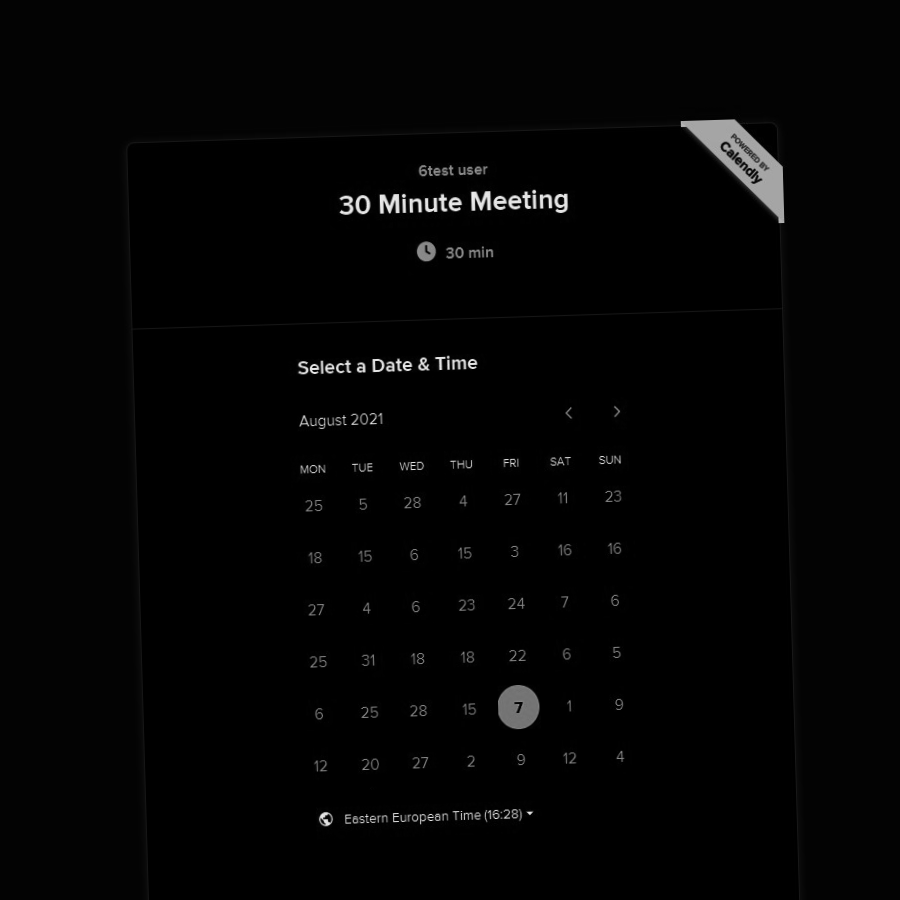 POWERED BY
Calendly
6test user
30 Minute Meeting
30 min
Select a Date & Time
August 2021
MON TUE WED THU FRI SAT SUN
25 5 28 4 27 11 23
18 15 6 15 3 16 16
27 4 6 23 24 7 6
25 31 18 18 22 6 5
6 25 28 15 7 1 9
12 20 27 2 9 12 4
Eastern European Time (16:28)